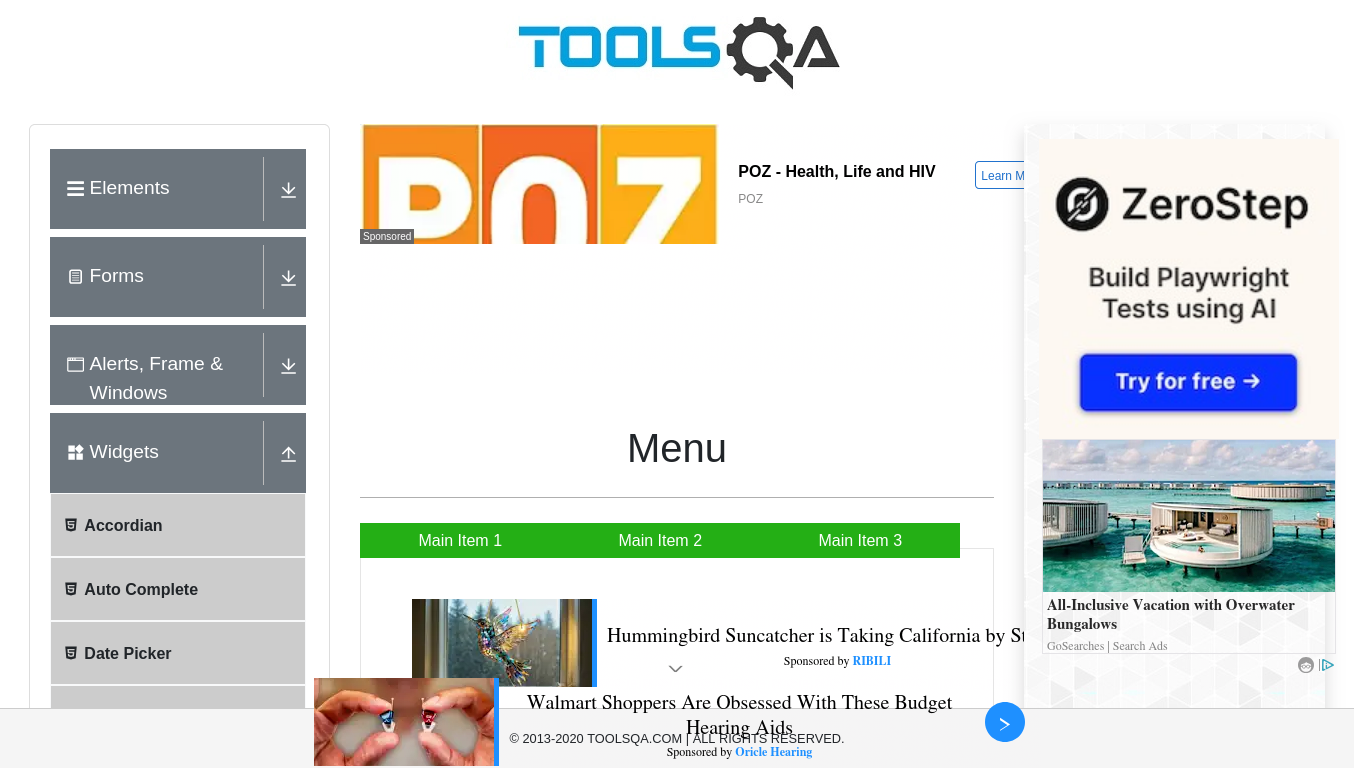 TOOLSQA
Elements
Forms
Alerts, Frame &
Windows
Widgets
Accordian
Auto Complete
Date Picker
POZ
Sponsored
POZ - Health, Life and HIV
POZ
Learn M
Menu
Main Item 1
Main Item 2
Main Item 3
Hummingbird Suncatcher is Taking California by St
Sponsored by RIBILI
Walmart Shoppers Are Obsessed With These Budget
Hearing Aids
Sponsored by Oricle Hearing
© 2013-2020 TOOLSQA.COM | ALL RIGHTS RESERVED.
ZeroStep
Build Playwright
Tests using AI
Try for free →
All-Inclusive Vacation with Overwater
Bungalows
GoSearches | Search Ads